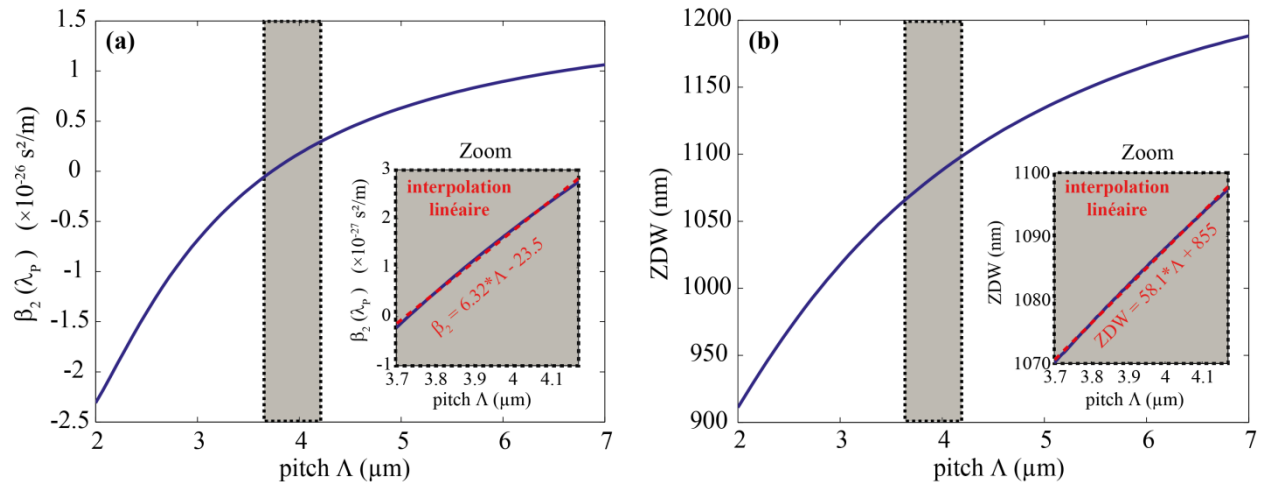 (a)
1.5
1
0.5
0
-0.5
-1
-1.5
-2
-2.5
β₂ (λₚ) (×10⁻²⁶ s²/m)
2 3 4 5 6 7
pitch Λ (µm)
Zoom
interpolation
linéaire
β₂ = 6.32*Λ - 23.5
3
2
1
0
-1
β₂ (λₚ) (×10⁻²⁷ s²/m)
3.7 3.8 3.9 4 4.1
pitch Λ (µm)
(b)
1200
1150
1100
1050
1000
950
900
ZDW (nm)
2 3 4 5 6 7
pitch Λ (µm)
Zoom
interpolation
linéaire
ZDW = 58.1*Λ + 855
1100
1090
1080
1070
ZDW (nm)
3.7 3.8 3.9 4 4.1
pitch Λ (µm)